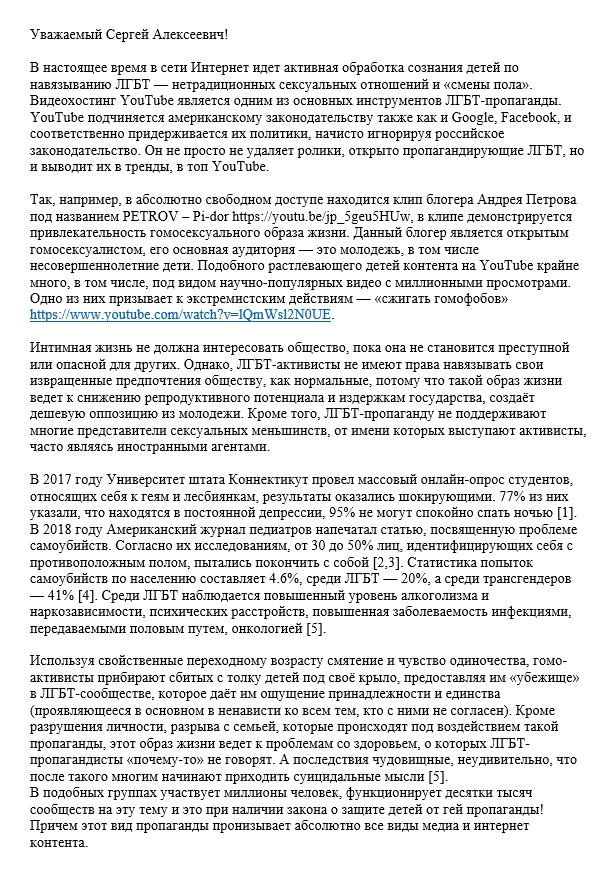 Уважаемый Сергей Алексеевич!
В настоящее время в сети Интернет идет активная обработка сознания детей по
навязыванию ЛГБТ — нетрадиционных сексуальных отношений и «смены пола».
Видеохостинг YouTube является одним из основных инструментов ЛГБТ-пропаганды.
YouTube подчиняется американскому законодательству также как и Google, Facebook, и
соответственно придерживается их политики, начисто игнорируя российское
законодательство. Он не просто не удаляет ролики, открыто пропагандирующие ЛГБТ, но
и выводит их в тренды, в топ YouTube.
Так, например, в абсолютно свободном доступе находится клип блогера Андрея Петрова
под названием PETROV – Pi-dor https://youtu.be/jp_5geu5HUw, в клипе демонстрируется
привлекательность гомосексуального образа жизни. Данный блогер является открытым
гомосексуалистом, его основная аудитория — это молодежь, в том числе
несовершеннолетние дети. Подобного растлевающего детей контента на YouTube крайне
много, в том числе, под видом научно-популярных видео с миллионными просмотрами.
Одно из них призывает к экстремистским действиям — «сжигать гомофобов»
https://www.youtube.com/watch?v=lQmWsl2N0UE.
Интимная жизнь не должна интересовать общество, пока она не становится преступной
или опасной для других. Однако, ЛГБТ-активисты не имеют права навязывать свои
извращенные предпочтения обществу, как нормальные, потому что такой образ жизни
ведет к снижению репродуктивного потенциала и издержкам государства, создаёт
дешевую оппозицию из молодежи. Кроме того, ЛГБТ-пропаганду не поддерживают
многие представители сексуальных меньшинств, от имени которых выступают активисты,
часто являясь иностранными агентами.
В 2017 году Университет штата Коннектикут провел массовый онлайн-опрос студентов,
относящих себя к геям и лесбиянкам, результаты оказались шокирующими. 77% из них
указали, что находятся в постоянной депрессии, 95% не могут спокойно спать ночью [1].
В 2018 году Американский журнал педиатров напечатал статью, посвященную проблеме
самоубийств. Согласно их исследованиям, от 30 до 50% лиц, идентифицирующих себя с
противоположным полом, пытались покончить с собой [2,3]. Статистика попыток
самоубийств по населению составляет 4.6%, среди ЛГБТ — 20%, а среди трансгендеров
— 41% [4]. Среди ЛГБТ наблюдается повышенный уровень алкоголизма и
наркозависимости, психических расстройств, повышенная заболеваемость инфекциями,
передаваемыми половым путем, онкологией [5].
Используя свойственные переходному возрасту смятение и чувство одиночества, гомо-
активисты прибирают сбитых с толку детей под своё крыло, предоставляя им «убежище»
в ЛГБТ-сообществе, которое даёт им ощущение принадлежности и единства
(проявляющееся в основном в ненависти ко всем тем, кто с ними не согласен). Кроме
разрушения личности, разрыва с семьей, которые происходят под воздействием такой
пропаганды, этот образ жизни ведет к проблемам со здоровьем, о которых ЛГБТ-
пропагандисты «почему-то» не говорят. А последствия чудовищные, неудивительно, что
после такого многим начинают приходить суицидальные мысли [5].
В подобных группах участвует миллионы человек, функционирует десятки тысяч
сообществ на эту тему и это при наличии закона о защите детей от гей пропаганды!
Причем этот вид пропаганды пронизывает абсолютно все виды медиа и интернет
контента.